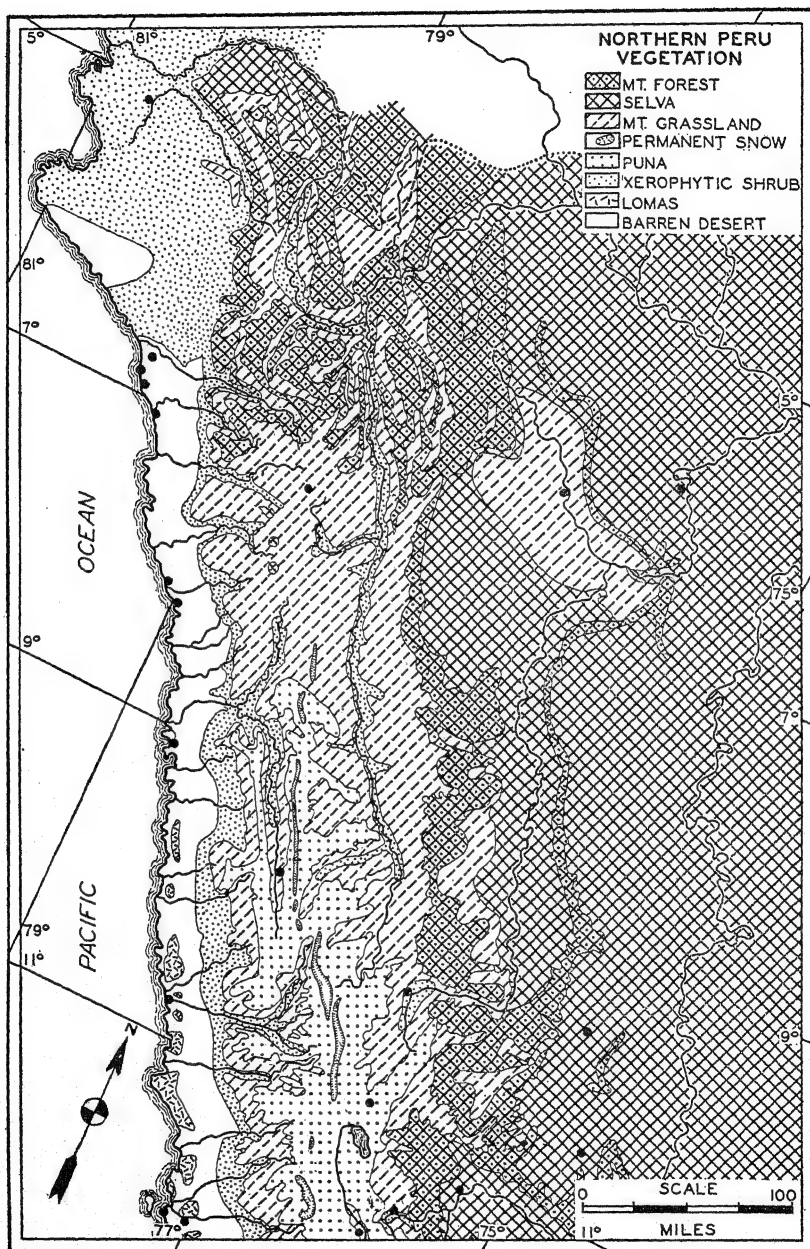 5° 81° 79°
NORTHERN PERU
VEGETATION
MT. FOREST
SELVA
MT. GRASSLAND
PERMANENT SNOW
PUNA
XEROPHYTIC SHRUB
LOMAS
BARREN DESERT
81°
7°
5°
OCEAN
75°
9°
7°
PACIFIC
79°
11°
N
9°
77°
75°
11°
0 SCALE 100
MILES